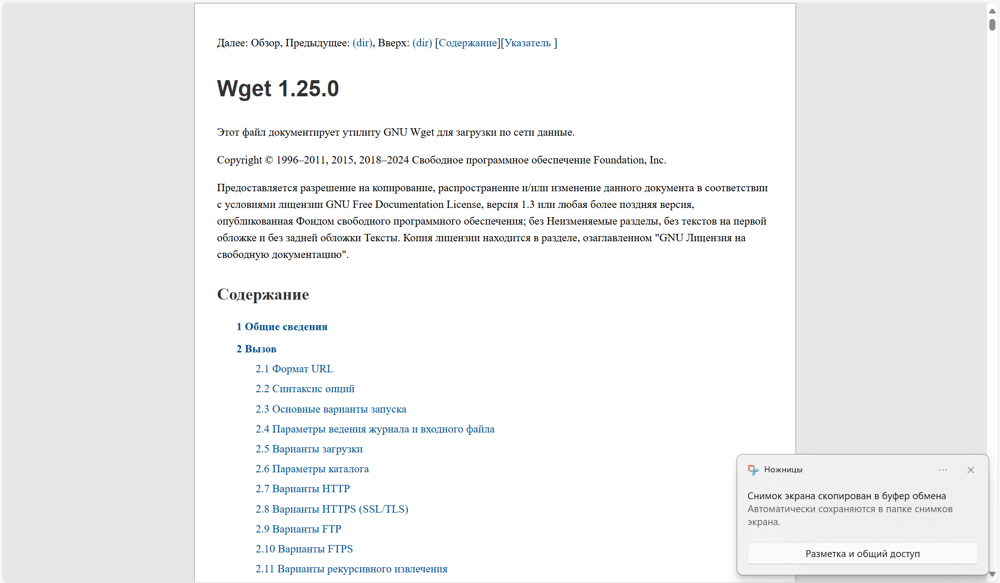 Далее: Обзор, Предыдущее: (dir), Вверх: (dir) [Содержание][Указатель ]
Wget 1.25.0
Этот файл документирует утилиту GNU Wget для загрузки по сети данные.
Copyright © 1996–2011, 2015, 2018–2024 Свободное программное обеспечение Foundation, Inc.
Предоставляется разрешение на копирование, распространение и/или изменение данного документа в соответствии
с условиями лицензии GNU Free Documentation License, версия 1.3 или любая более поздняя версия,
опубликованная Фондом свободного программного обеспечения; без Неизменяемые разделы, без текстов на первой
обложке и без задней обложки Тексты. Копия лицензии находится в разделе, озаглавленном "GNU Лицензия на
свободную документацию".
Содержание
1 Общие сведения
2 Вызов
2.1 Формат URL
2.2 Синтаксис опций
2.3 Основные варианты запуска
2.4 Параметры ведения журнала и входного файла
2.5 Варианты загрузки
2.6 Параметры каталога
2.7 Варианты HTTP
2.8 Варианты HTTPS (SSL/TLS)
2.9 Варианты FTP
2.10 Варианты FTPS
2.11 Варианты рекурсивного извлечения
Ножницы
Снимок экрана скопирован в буфер обмена
Автоматически сохраняются в папке снимков
экрана.
Разметка и общий доступ